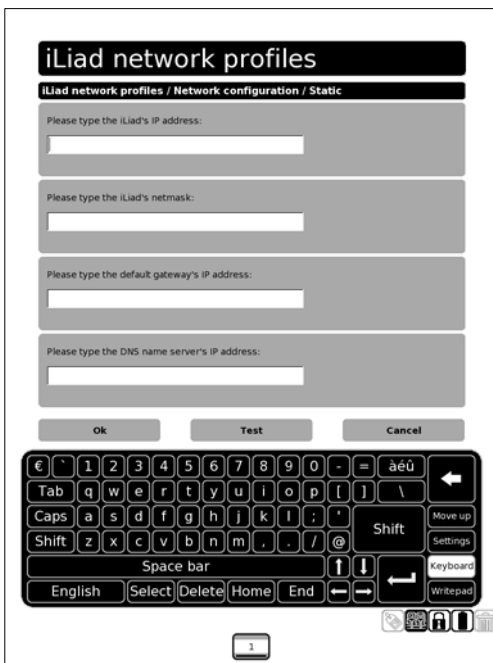 iLiad network profiles
iLiad network profiles / Network configuration / Static
Please type the iLiad's IP address:
Please type the iLiad's netmask:
Please type the default gateway's IP address:
Please type the DNS name server's IP address:
Ok Test Cancel
€ ` 1 2 3 4 5 6 7 8 9 0 - = àéû
Tab q w e r t y u i o p [ ] \
Caps a s d f g h j k l ; ' Shift Move up
Shift z x c v b n m , . / @ Settings
Space bar Keyboard
English Select Delete Home End Writepad
1